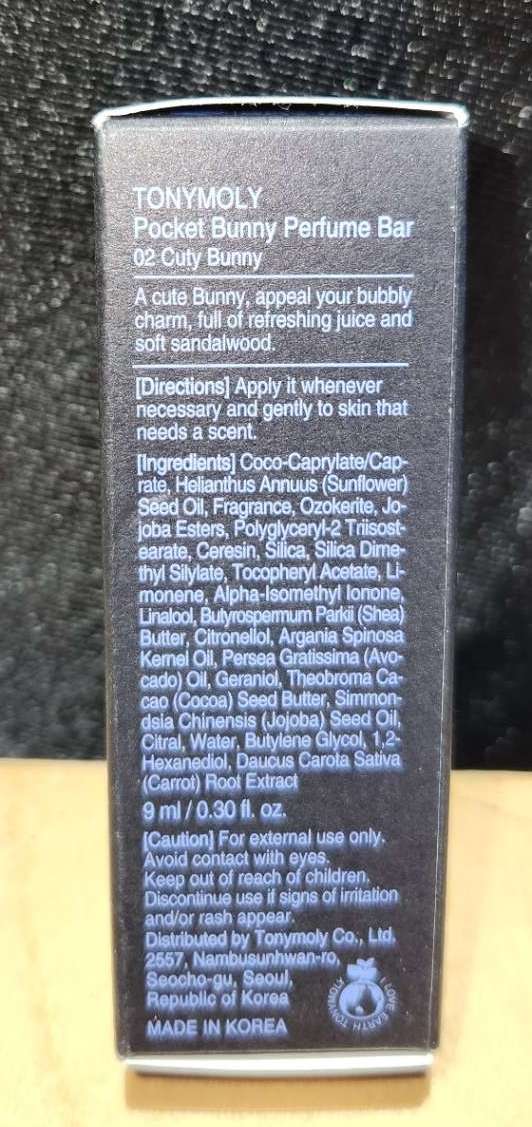 TONYMOLY
Pocket Bunny Perfume Bar
02 Cuty Bunny
A cute Bunny, appeal your bubbly
charm, full of refreshing juice and
soft sandalwood.
[Directions] Apply it whenever
necessary and gently to skin that
needs a scent.
[Ingredients] Coco-Caprylate/Cap-
rate, Helianthus Annuus (Sunflower)
Seed Oil, Fragrance, Ozokerite, Jo-
joba Esters, Polyglyceryl-2 Triisost-
earate, Ceresin, Silica, Silica Dime-
thyl Silylate, Tocopheryl Acetate, Li-
monene, Alpha-Isomethyl Ionone,
Linalool, Butyrospermum Parkii (Shea)
Butter, Citronellol, Argania Spinosa
Kernel Oil, Persea Gratissima (Avo-
cado) Oil, Geraniol, Theobroma Ca-
cao (Cocoa) Seed Butter, Simmon-
dsia Chinensis (Jojoba) Seed Oil,
Citral, Water, Butylene Glycol, 1,2-
Hexanediol, Daucus Carota Sativa
(Carrot) Root Extract
9 ml / 0.30 fl. oz.
[Caution] For external use only.
Avoid contact with eyes.
Keep out of reach of children.
Discontinue use if signs of irritation
and/or rash appear.
Distributed by Tonymoly Co., Ltd.
2557, Nambusunhwan-ro,
Seocho-gu, Seoul,
Republic of Korea
MADE IN KOREA
I LOVE EARTH TONYMOLY